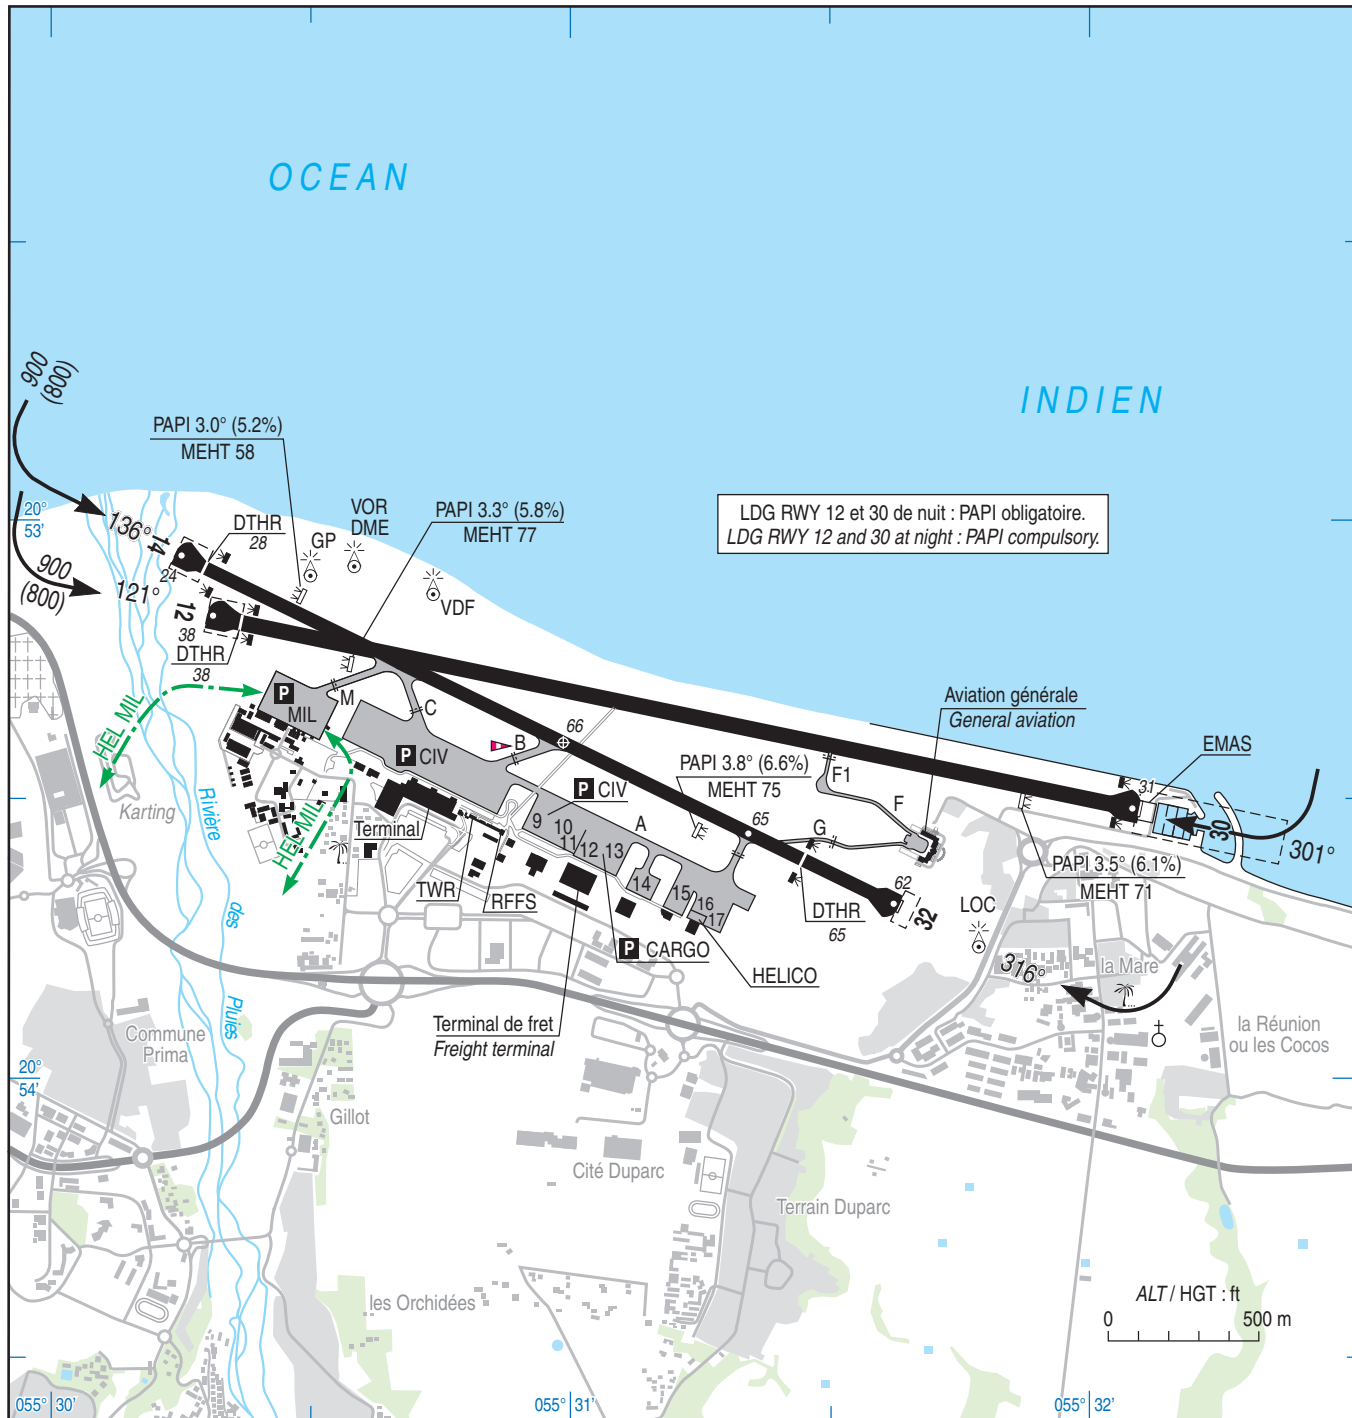 OCEAN
INDIEN
900
(800)
PAPI 3.0° (5.2%)
MEHT 58
VOR
DME
PAPI 3.3° (5.8%)
MEHT 77
LDG RWY 12 et 30 de nuit : PAPI obligatoire.
LDG RWY 12 and 30 at night : PAPI compulsory.
20°
53'
136°
14
DTHR
28
GP
VDF
24
900
(800)
121°
12
38
DTHR
38
HEL MIL
P
MIL
M
C
B
66
P CIV
Aviation générale
General aviation
EMAS
PAPI 3.8° (6.6%)
MEHT 75
F1
F
31
30
301°
P CIV
9
10
11
12
13
A
65
G
14
15
16
17
Karting
Rivière
des
Pluies
HEL MIL
Terminal
TWR
RFFS
PAPI 3.5° (6.1%)
MEHT 71
62
32
DTHR
65
LOC
P CARGO
HELICO
316°
la Mare
Terminal de fret
Freight terminal
la Réunion
ou les Cocos
Commune
Prima
20°
54'
Gillot
Cité Duparc
Terrain Duparc
les Orchidées
ALT / HGT : ft
0
500 m
055° 30'
055° 31'
055° 32'